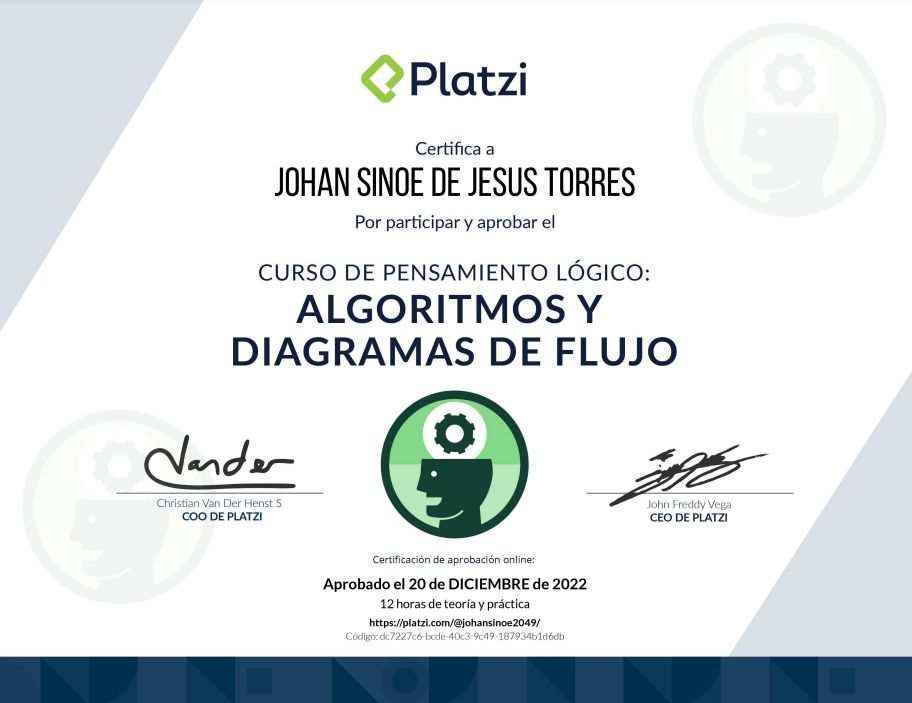 Platzi
Certifica a
JOHAN SINOE DE JESUS TORRES
Por participar y aprobar el
CURSO DE PENSAMIENTO LÓGICO:
ALGORITMOS Y
DIAGRAMAS DE FLUJO
Vander
Christian Van Der Henst S
COO DE PLATZI
John Freddy Vega
CEO DE PLATZI
Certificación de aprobación online:
Aprobado el 20 de DICIEMBRE de 2022
12 horas de teoría y práctica
https://platzi.com/@johansinoe2049/
Código: dc7227c6-bcde-40c3-9c49-187934b1d6db